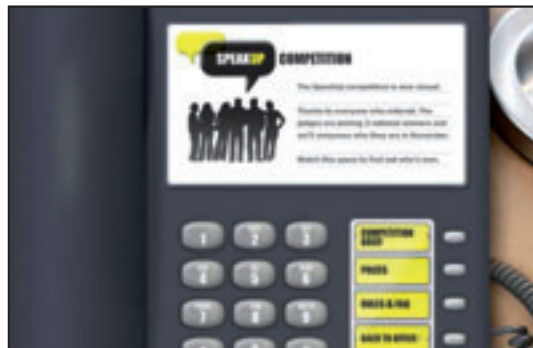 SPEAKUP COMPETITION
The SpeakUp competition is now closed.
Thanks to everyone who entered. The
judges are picking 3 national winners and
we'll announce who they are in November.
Watch this space to find out who's won.
1 2 3
COMPETITION
BRIEF
4 5 6
PRIZES
7 8 9
RULES & FAQ
BACK TO OFFICE